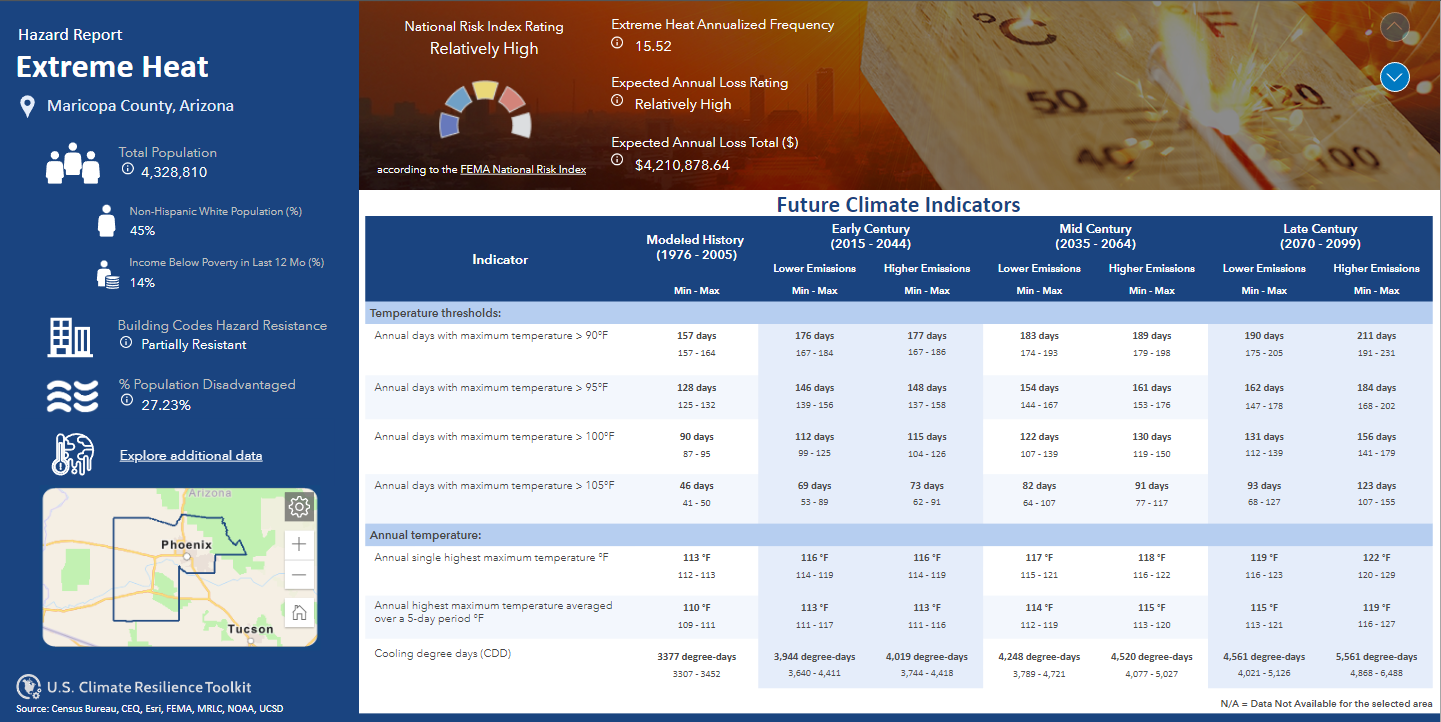 Hazard Report
Extreme Heat
Maricopa County, Arizona
Total Population
4,328,810
Non-Hispanic White Population (%)
45%
Income Below Poverty in Last 12 Mo (%)
14%
Building Codes Hazard Resistance
Partially Resistant
% Population Disadvantaged
27.23%
Explore additional data
Arizona
Phoenix
Tucson
U.S. Climate Resilience Toolkit
Source: Census Bureau, CEQ, Esri, FEMA, MRLC, NOAA, UCSD
National Risk Index Rating
Relatively High
according to the FEMA National Risk Index
Extreme Heat Annualized Frequency
15.52
Expected Annual Loss Rating
Relatively High
Expected Annual Loss Total ($)
$4,210,878.64
°C
50
40
120
100
Future Climate Indicators
Indicator
Modeled History
(1976 - 2005)
Min - Max
Early Century
(2015 - 2044)
Mid Century
(2035 - 2064)
Late Century
(2070 - 2099)
Lower Emissions Higher Emissions Lower Emissions Higher Emissions Lower Emissions Higher Emissions
Min - Max Min - Max Min - Max Min - Max Min - Max Min - Max
Temperature thresholds:
Annual days with maximum temperature > 90°F 157 days 176 days 177 days 183 days 189 days 190 days 211 days
157 - 164 167 - 184 167 - 186 174 - 193 179 - 198 175 - 205 191 - 231
Annual days with maximum temperature > 95°F 128 days 146 days 148 days 154 days 161 days 162 days 184 days
125 - 132 139 - 156 137 - 158 144 - 167 153 - 176 147 - 178 168 - 202
Annual days with maximum temperature > 100°F 90 days 112 days 115 days 122 days 130 days 131 days 156 days
87 - 95 99 - 125 104 - 126 107 - 139 119 - 150 112 - 139 141 - 179
Annual days with maximum temperature > 105°F 46 days 69 days 73 days 82 days 91 days 93 days 123 days
41 - 50 53 - 89 62 - 91 64 - 107 77 - 117 68 - 127 107 - 155
Annual temperature:
Annual single highest maximum temperature °F 113 °F 116 °F 116 °F 117 °F 118 °F 119 °F 122 °F
112 - 113 114 - 119 114 - 119 115 - 121 116 - 122 116 - 123 120 - 129
Annual highest maximum temperature averaged
over a 5-day period °F 110 °F 113 °F 113 °F 114 °F 115 °F 115 °F 119 °F
109 - 111 111 - 117 111 - 116 112 - 119 113 - 120 113 - 121 116 - 127
Cooling degree days (CDD) 3377 degree-days 3,944 degree-days 4,019 degree-days 4,248 degree-days 4,520 degree-days 4,561 degree-days 5,561 degree-days
3307 - 3452 3,640 - 4,411 3,744 - 4,418 3,789 - 4,721 4,077 - 5,027 4,021 - 5,126 4,868 - 6,488
N/A = Data Not Available for the selected area